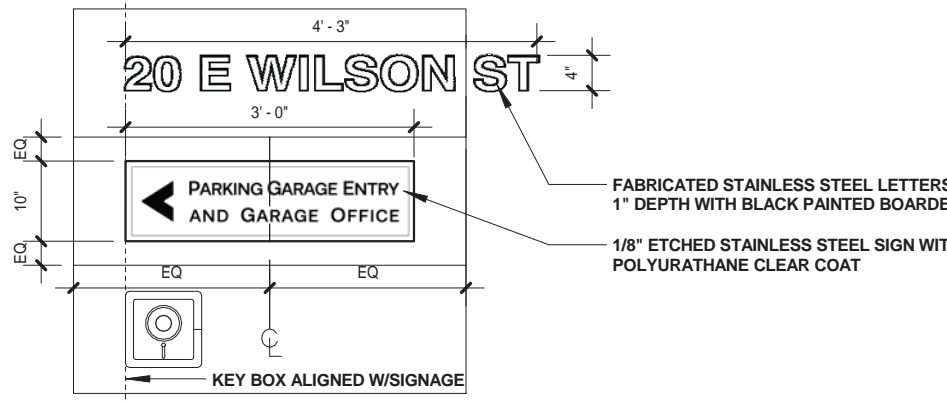 4' - 3"
20 E WILSON ST
4"
3' - 0"
EQ
10"
EQ
PARKING GARAGE ENTRY
AND GARAGE OFFICE
FABRICATED STAINLESS STEEL LETTERS
1" DEPTH WITH BLACK PAINTED BOARDE
1/8" ETCHED STAINLESS STEEL SIGN WIT
POLYURATHANE CLEAR COAT
EQ EQ
CL
KEY BOX ALIGNED W/SIGNAGE